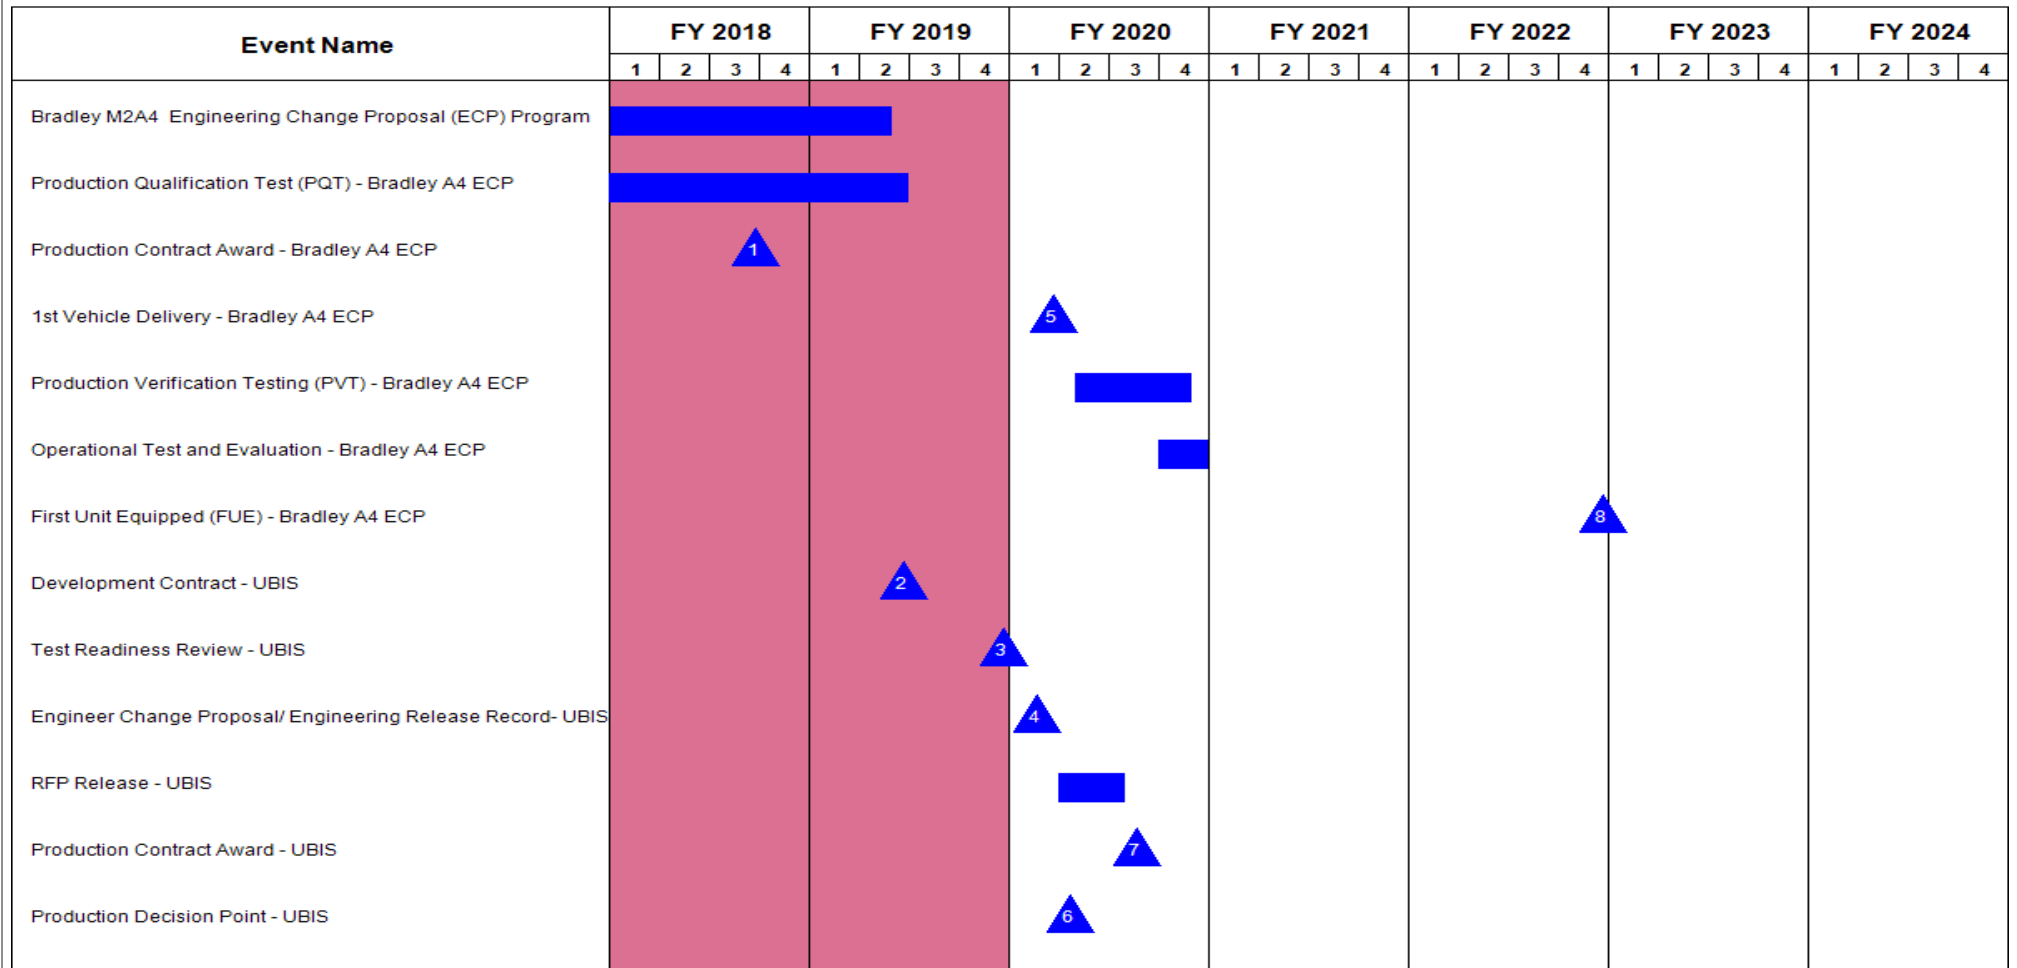 Event Name
FY 2018 FY 2019 FY 2020 FY 2021 FY 2022 FY 2023 FY 2024
1 2 3 4 1 2 3 4 1 2 3 4 1 2 3 4 1 2 3 4 1 2 3 4 1 2 3 4
Bradley M2A4 Engineering Change Proposal (ECP) Program
Production Qualification Test (PQT) - Bradley A4 ECP
Production Contract Award - Bradley A4 ECP 1
1st Vehicle Delivery - Bradley A4 ECP 5
Production Verification Testing (PVT) - Bradley A4 ECP
Operational Test and Evaluation - Bradley A4 ECP
First Unit Equipped (FUE) - Bradley A4 ECP 8
Development Contract - UBIS 2
Test Readiness Review - UBIS 3
Engineer Change Proposal/ Engineering Release Record- UBIS 4
RFP Release - UBIS
Production Contract Award - UBIS 7
Production Decision Point - UBIS 6